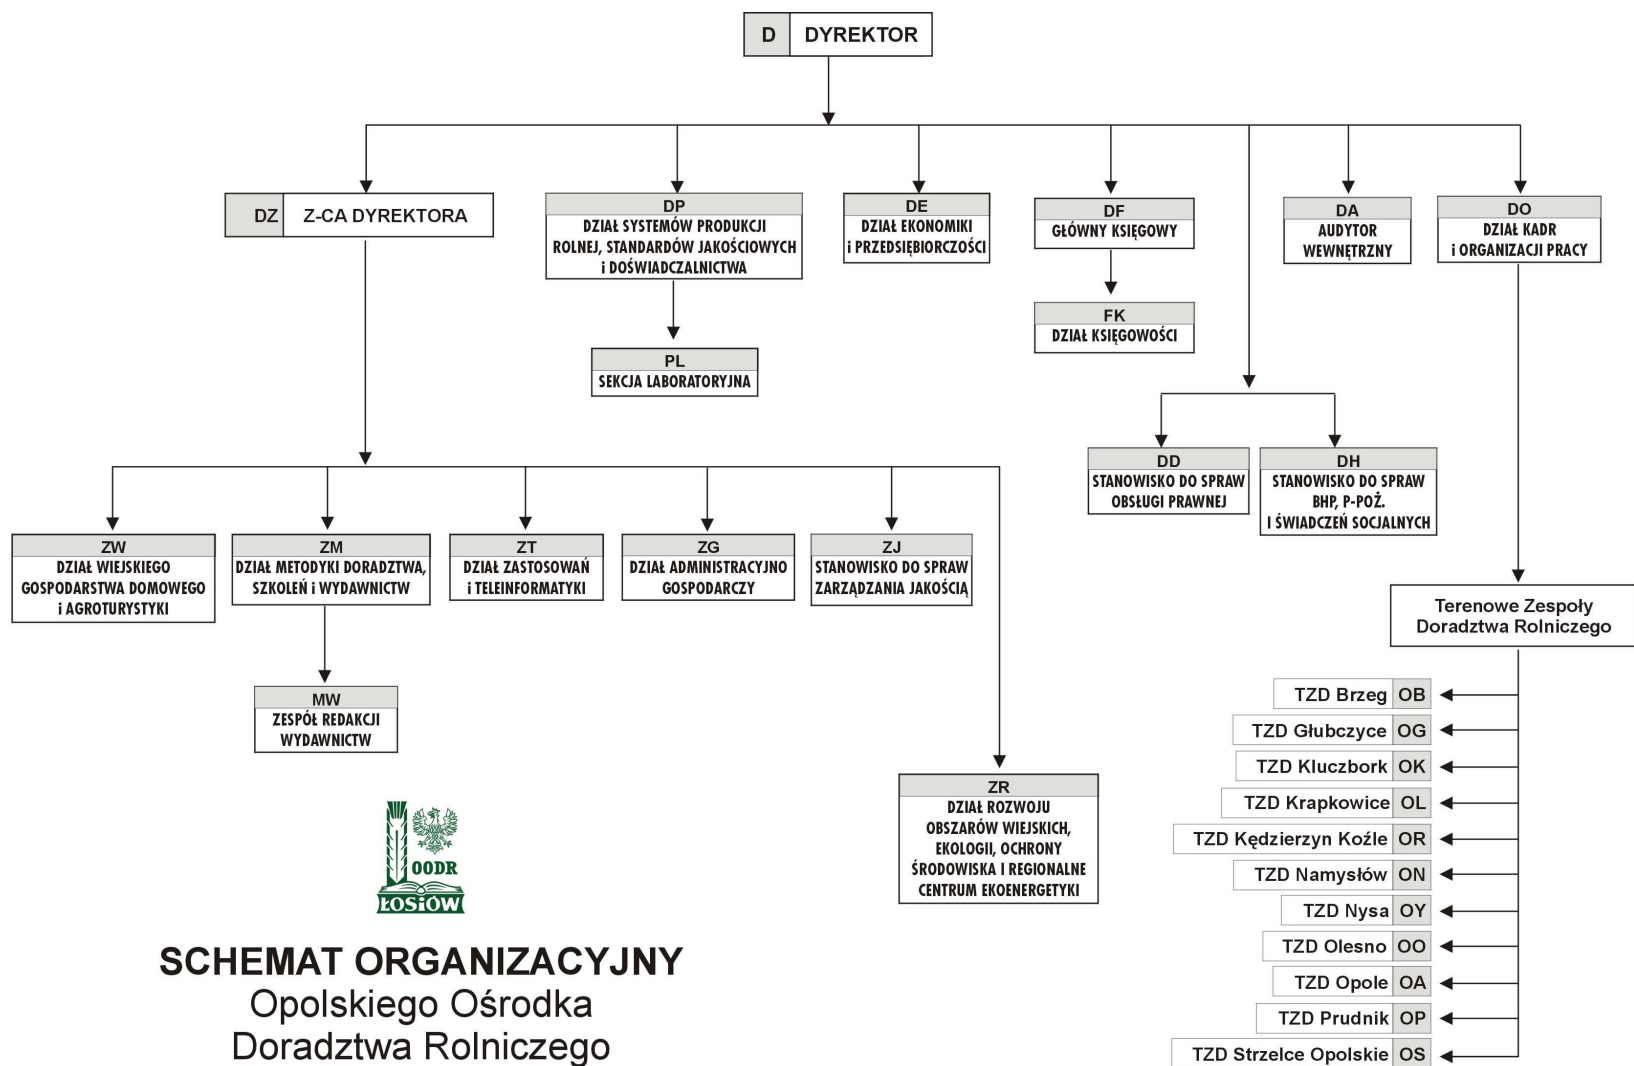 D DYREKTOR
DZ Z-CA DYREKTORA
DP
DZIAŁ SYSTEMÓW PRODUKCJI
ROLNEJ, STANDARDÓW JAKOŚCIOWYCH
i DOŚWIADCZALNICTWA
DE
DZIAŁ EKONOMIKI
i PRZEDSIĘBIORCZOŚCI
DF
GŁÓWNY KSIĘGOWY
DA
AUDYTOR
WEWNĘTRZNY
DO
DZIAŁ KADR
i ORGANIZACJI PRACY
FK
DZIAŁ KSIĘGOWOŚCI
PL
SEKCJA LABORATORYJNA
DD
STANOWISKO DO SPRAW
OBSŁUGI PRAWNEJ
DH
STANOWISKO DO SPRAW
BHP, P-POŻ.
I ŚWIADCZEŃ SOCJALNYCH
ZW
DZIAŁ WIEJSKIEGO
GOSPODARSTWA DOMOWEGO
i AGROTURYSTYKI
ZM
DZIAŁ METODYKI DORADZTWA,
SZKOLEŃ i WYDAWNICTW
ZT
DZIAŁ ZASTOSOWAŃ
i TELEINFORMATYKI
ZG
DZIAŁ ADMINISTRACYJNO
GOSPODARCZY
ZJ
STANOWISKO DO SPRAW
ZARZĄDZANIA JAKOŚCIĄ
Terenowe Zespoły
Doradztwa Rolniczego
MW
ZESPÓŁ REDAKCJI
WYDAWNICTW
ZR
DZIAŁ ROZWOJU
OBSZARÓW WIEJSKICH,
EKOLOGII, OCHRONY
ŚRODOWISKA I REGIONALNE
CENTRUM EKOENERGETYKI
TZD Brzeg OB
TZD Głubczyce OG
TZD Kluczbork OK
TZD Krapkowice OL
TZD Kędzierzyn Koźle OR
TZD Namysłów ON
TZD Nysa OY
TZD Olesno OO
TZD Opole OA
TZD Prudnik OP
TZD Strzelce Opolskie OS
OODR
ŁOSIÓW
SCHEMAT ORGANIZACYJNY
Opolskiego Ośrodka
Doradztwa Rolniczego